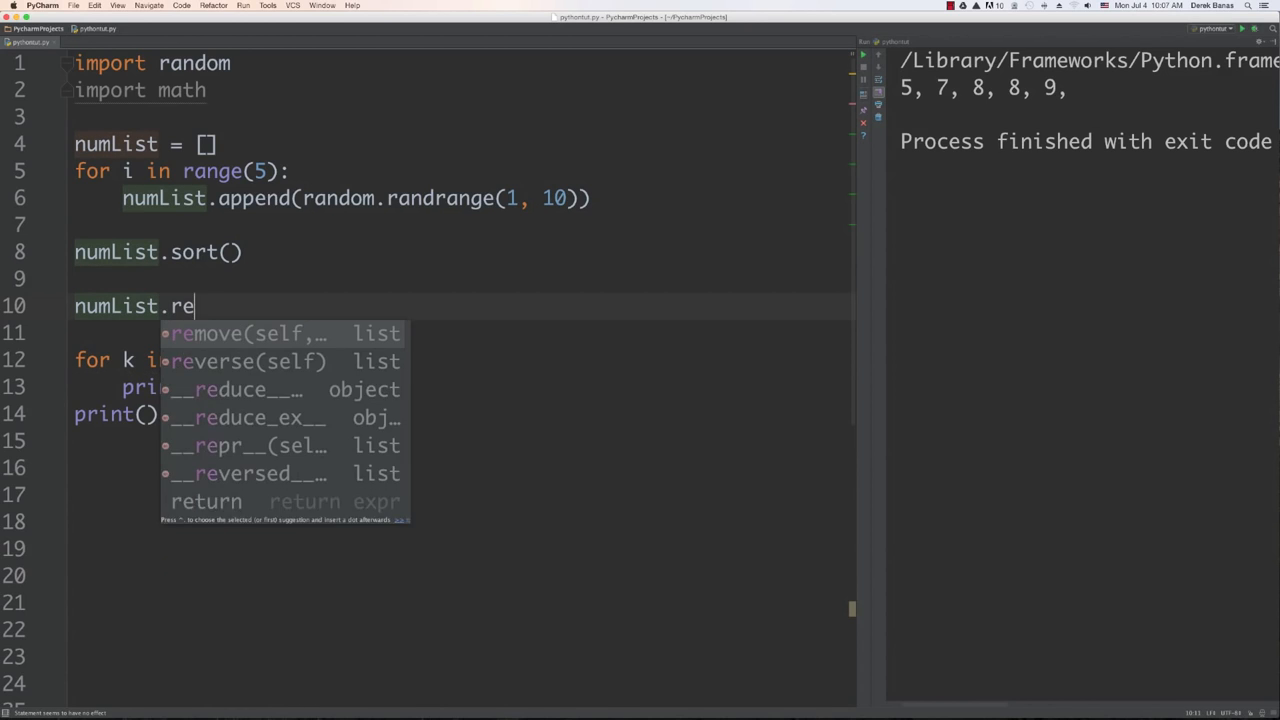 PyCharm File Edit View Navigate Code Refactor Run Tools VCS Window Help
10 Mon Jul 4 10:07 AM Derek Banas
pythontut.py - PycharmProjects - [~/PycharmProjects]
PycharmProjects pythontut.py pythontut
pythontut.py
Run: pythontut
1 import random
2 import math
3
4 numList = []
5 for i in range(5):
6 numList.append(random.randrange(1, 10))
7
8 numList.sort()
9
10 numList.re
11
12 for k i
13 pri
14 print()
15
16
17
18
19
20
21
22
23
24
25
remove(self,… list
reverse(self) list
__reduce__… object
__reduce_ex__ obj…
__repr__(sel… list
__reversed__… list
return return expr
Press ^. to choose the selected (or first) suggestion and insert a dot afterwards >>
/Library/Frameworks/Python.frame
5, 7, 8, 8, 9,
Process finished with exit code
Statement seems to have no effect
10:11 LF± UTF-8±